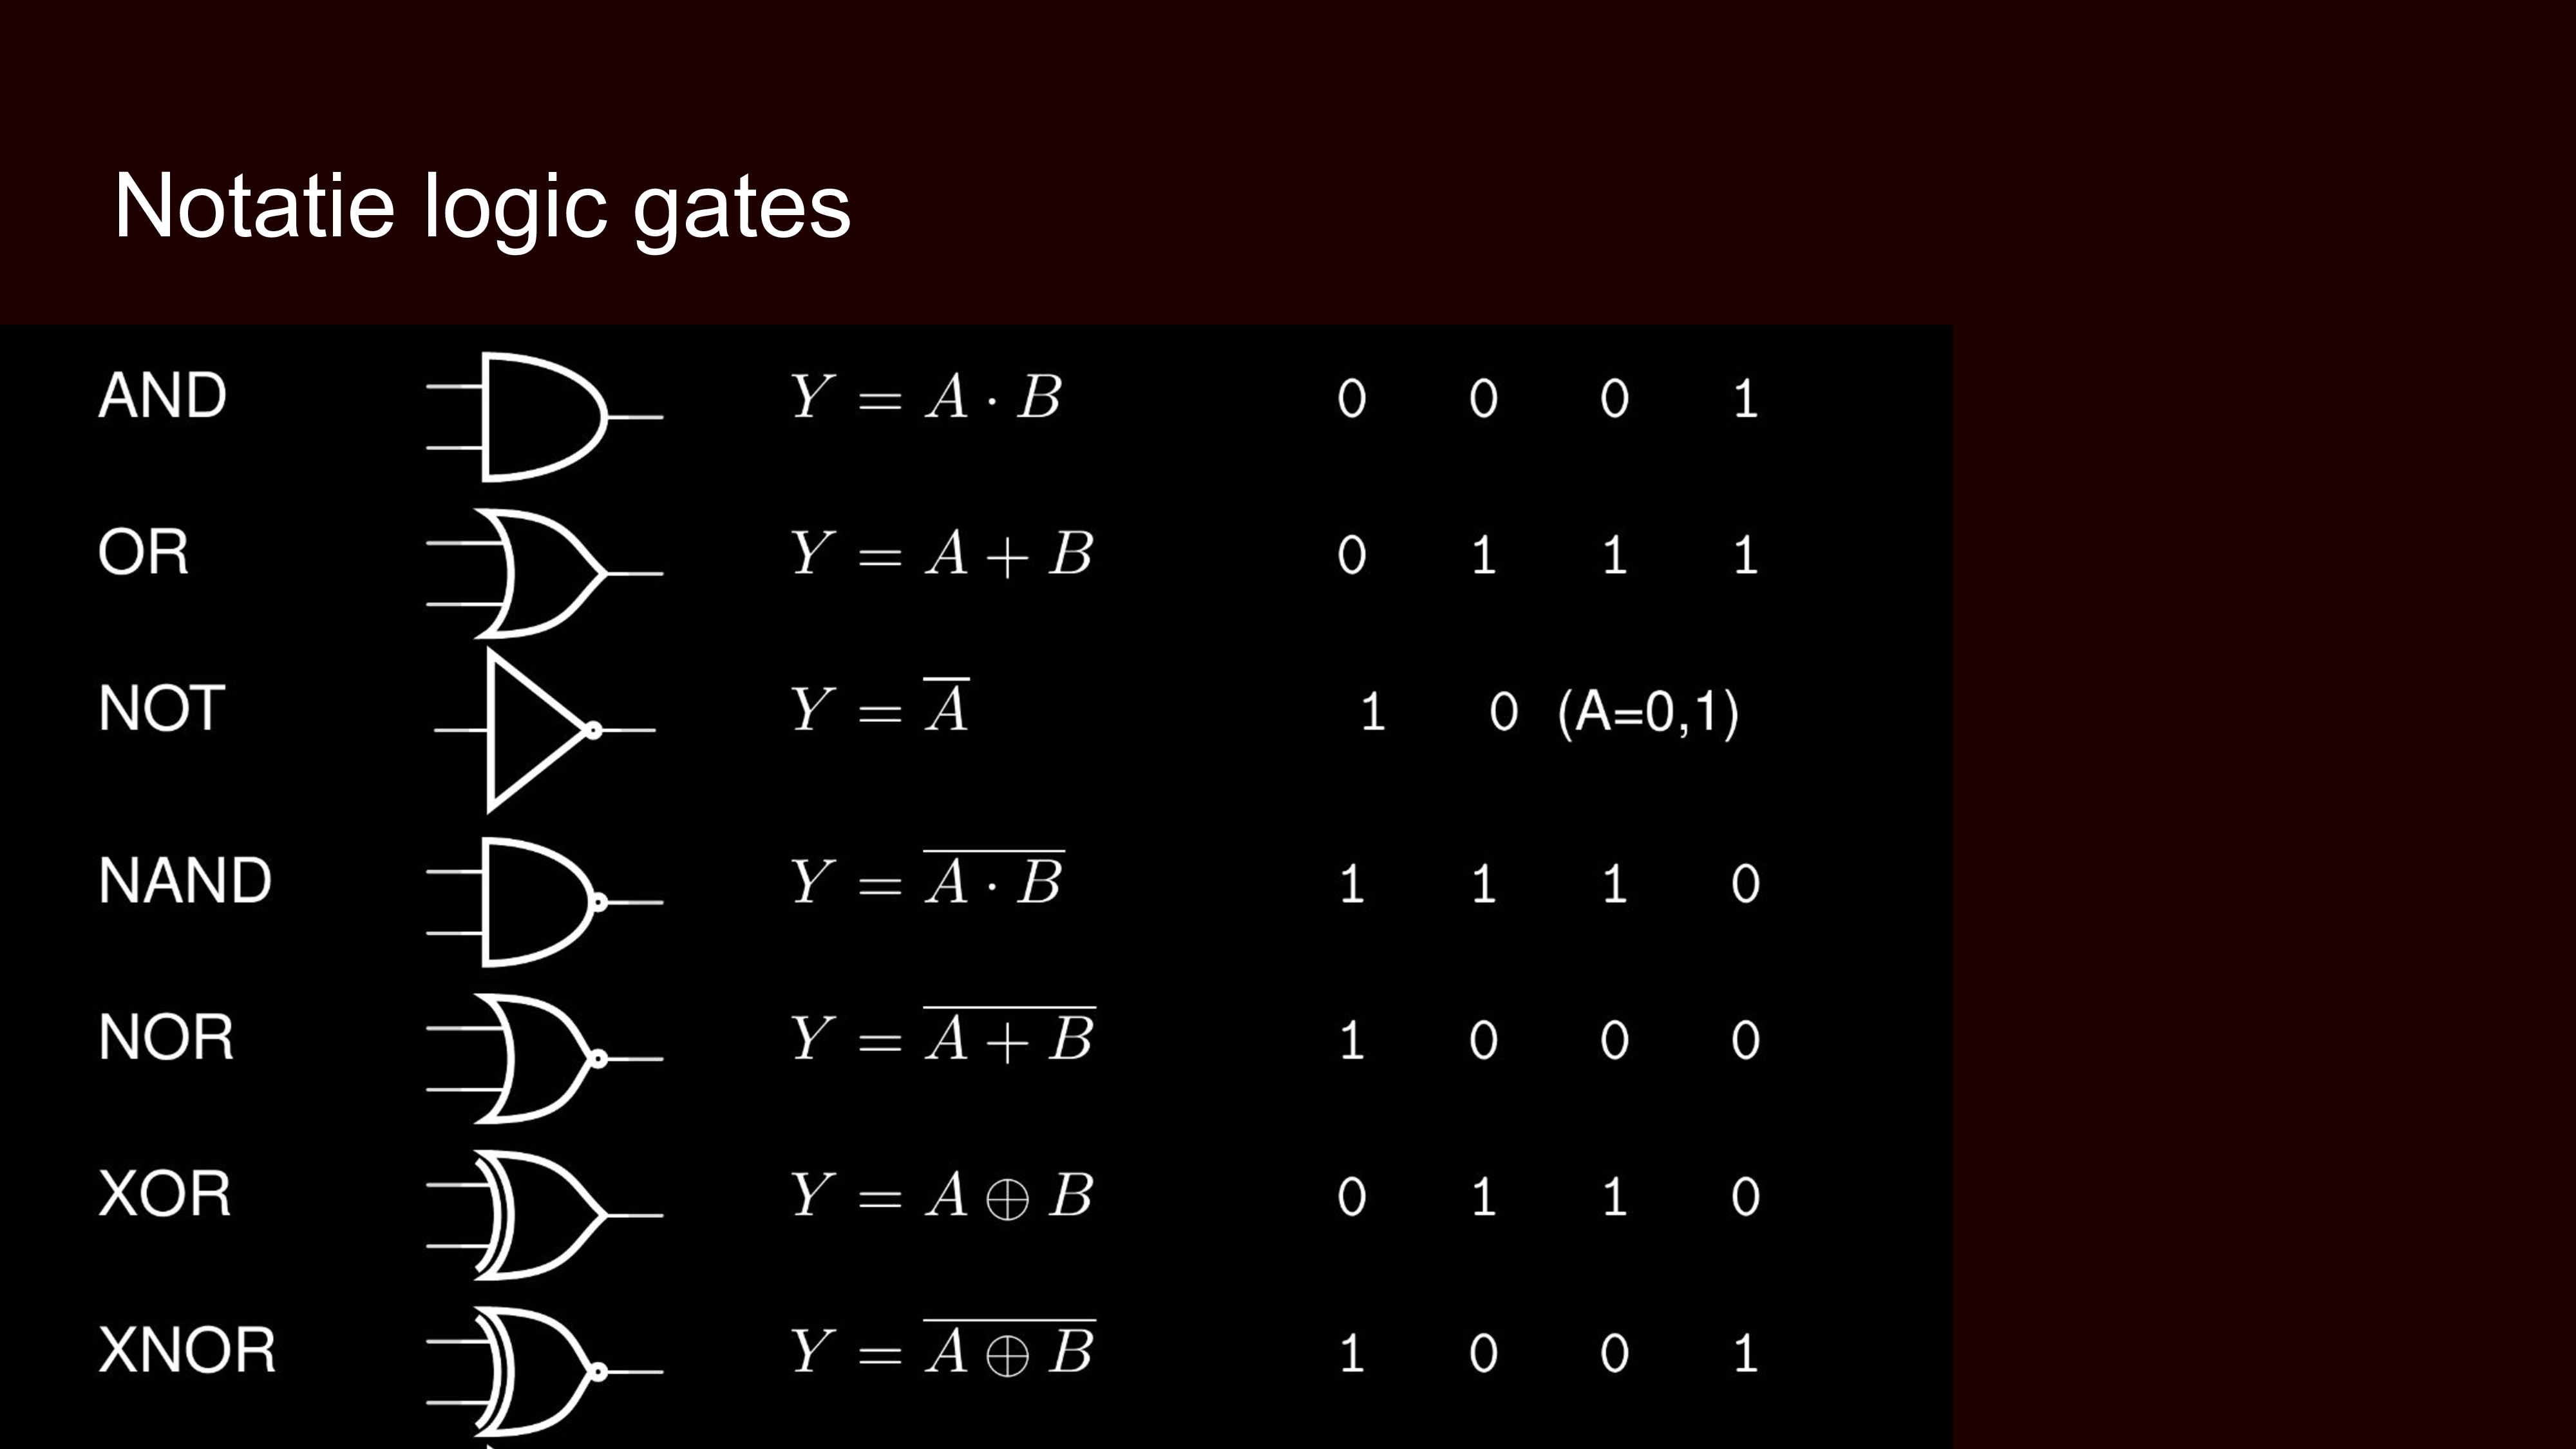 Notatie logic gates
AND Y = A · B 0 0 0 1
OR Y = A + B 0 1 1 1
NOT Y = A̅ 1 0 (A=0,1)
NAND Y = A̅ ̅·̅ ̅B̅ 1 1 1 0
NOR Y = A̅ ̅+̅ ̅B̅ 1 0 0 0
XOR Y = A ⊕ B 0 1 1 0
XNOR Y = A̅ ̅⊕̅ ̅B̅ 1 0 0 1